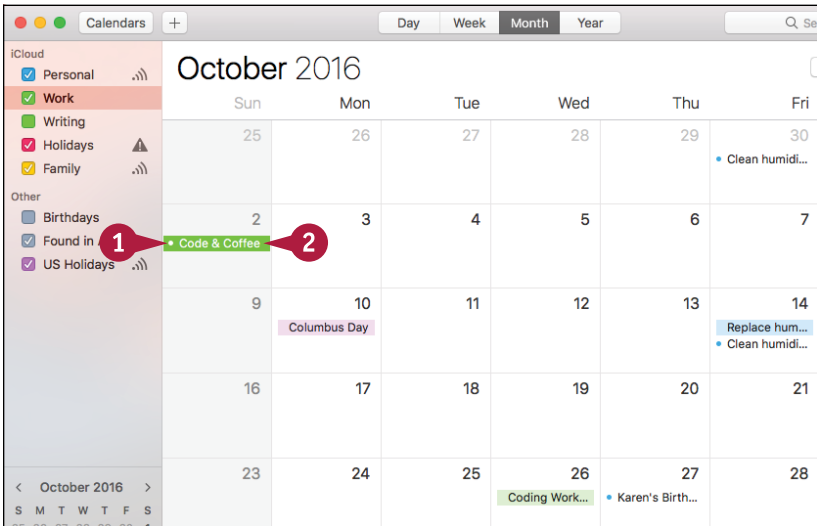 Calendars + Day Week Month Year Se
iCloud
Personal
Work
Writing
Holidays
Family
Other
Birthdays
Found in
US Holidays
October 2016
Sun Mon Tue Wed Thu Fri
25 26 27 28 29 30
Clean humidi...
2 3 4 5 6 7
1 Code & Coffee 2
9 10 11 12 13 14
Columbus Day Replace hum...
Clean humidi...
16 17 18 19 20 21
23 24 25 26 27 28
Coding Work... Karen's Birth...
< October 2016 >
S M T W T F S